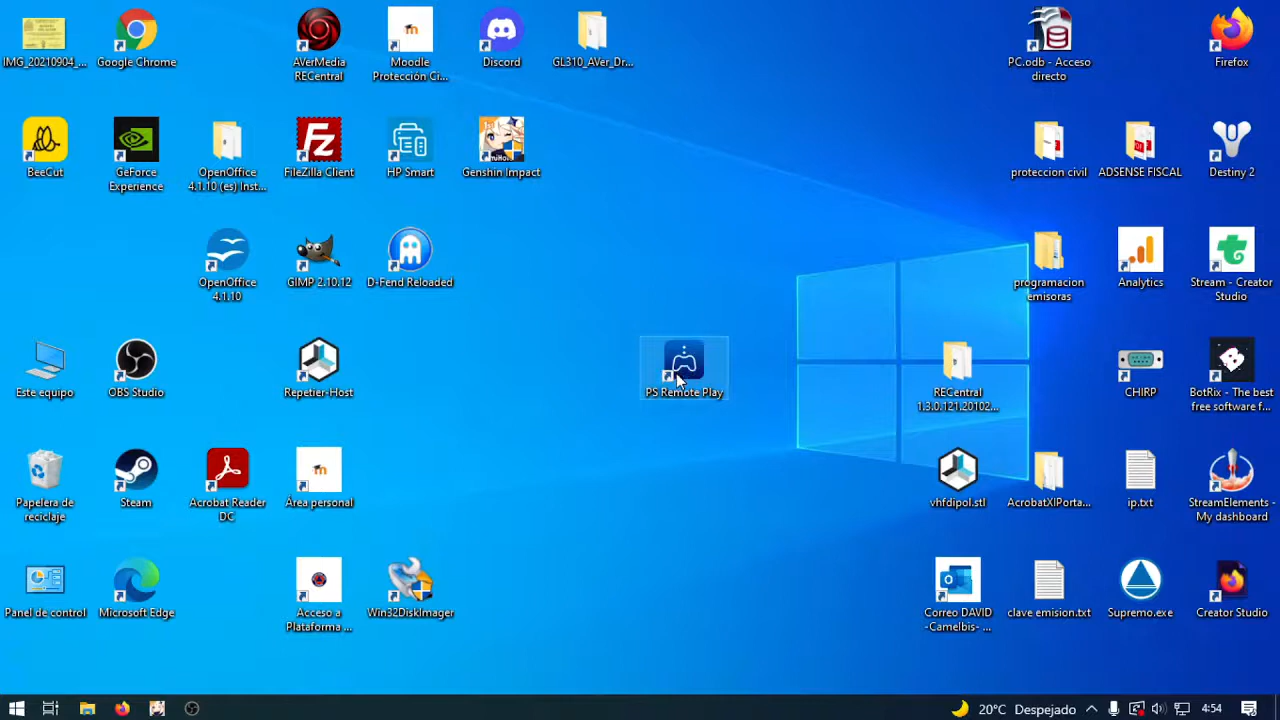 IMG_20210904_...
Google Chrome
AVerMedia
RECentral
Moodle
Protección Ci...
Discord
GL310_AVer_Dr...
PC.odb - Acceso
directo
Firefox
BeeCut
GeForce
Experience
OpenOffice
4.1.10 (es) Inst...
FileZilla Client
HP Smart
Genshin Impact
proteccion civil
ADSENSE FISCAL
Destiny 2
OpenOffice
4.1.10
GIMP 2.10.12
D-Fend Reloaded
programacion
emisoras
Analytics
Stream - Creator
Studio
Este equipo
OBS Studio
Repetier-Host
PS Remote Play
RECentral
1.3.0.121.20102...
CHIRP
BotRix - The best
free software f...
Papelera de
reciclaje
Steam
Acrobat Reader
DC
Área personal
vhfdipol.stl
AcrobatXIPorta...
ip.txt
StreamElements -
My dashboard
Panel de control
Microsoft Edge
Acceso a
Plataforma ...
Win32DiskImager
Correo DAVID
-Camelbis- ...
clave emision.txt
Supremo.exe
Creator Studio
20°C Despejado
4:54